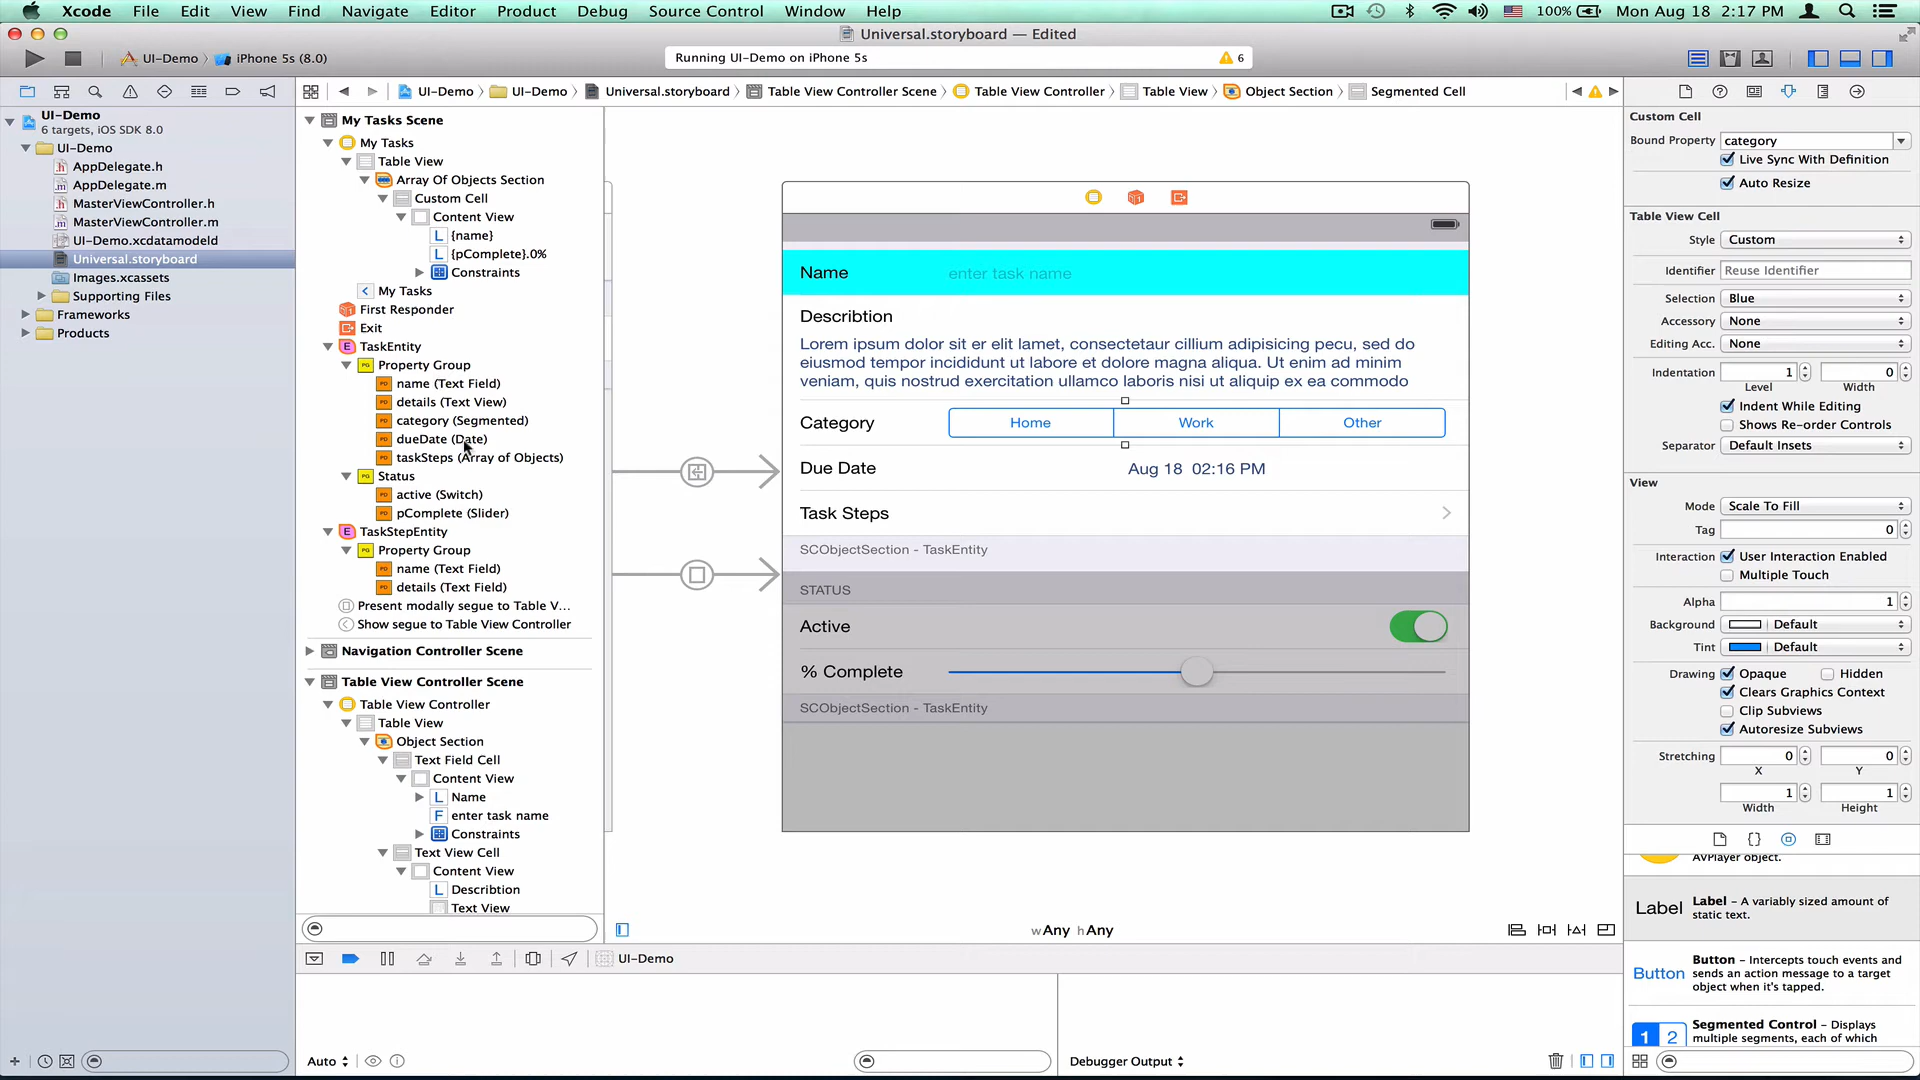 Xcode File Edit View Find Navigate Editor Product Debug Source Control Window Help 100% Mon Aug 18 2:17 PM
Universal.storyboard — Edited
UI-Demo iPhone 5s (8.0)
Running UI-Demo on iPhone 5s 6
UI-Demo UI-Demo Universal.storyboard Table View Controller Scene Table View Controller Table View Object Section Segmented Cell
UI-Demo
6 targets, iOS SDK 8.0
UI-Demo
AppDelegate.h
AppDelegate.m
MasterViewController.h
MasterViewController.m
UI-Demo.xcdatamodeld
Universal.storyboard
Images.xcassets
Supporting Files
Frameworks
Products
My Tasks Scene
My Tasks
Table View
Array Of Objects Section
Custom Cell
Content View
L {name}
L {pComplete}.0%
Constraints
My Tasks
First Responder
Exit
E TaskEntity
PG Property Group
PD name (Text Field)
PD details (Text View)
PD category (Segmented)
PD dueDate (Date)
PD taskSteps (Array of Objects)
PG Status
PD active (Switch)
PD pComplete (Slider)
E TaskStepEntity
PG Property Group
PD name (Text Field)
PD details (Text Field)
Present modally segue to Table V...
Show segue to Table View Controller
Navigation Controller Scene
Table View Controller Scene
Table View Controller
Table View
Object Section
Text Field Cell
Content View
L Name
F enter task name
Constraints
Text View Cell
Content View
L Describtion
Text View
Name enter task name
Describtion
Lorem ipsum dolor sit er elit lamet, consectetaur cillium adipisicing pecu, sed do
eiusmod tempor incididunt ut labore et dolore magna aliqua. Ut enim ad minim
veniam, quis nostrud exercitation ullamco laboris nisi ut aliquip ex ea commodo
Category Home Work Other
Due Date Aug 18 02:16 PM
Task Steps
SCObjectSection - TaskEntity
STATUS
Active
% Complete
SCObjectSection - TaskEntity
wAny hAny
UI-Demo
Auto
Debugger Output
Custom Cell
Bound Property category
Live Sync With Definition
Auto Resize
Table View Cell
Style Custom
Identifier Reuse Identifier
Selection Blue
Accessory None
Editing Acc. None
Indentation 1 0
Level Width
Indent While Editing
Shows Re-order Controls
Separator Default Insets
View
Mode Scale To Fill
Tag 0
Interaction User Interaction Enabled
Multiple Touch
Alpha 1
Background Default
Tint Default
Drawing Opaque Hidden
Clears Graphics Context
Clip Subviews
Autoresize Subviews
Stretching 0 0
X Y
1 1
Width Height
AVPlayer object.
Label Label – A variably sized amount of
static text.
Button Button – Intercepts touch events and
sends an action message to a target
object when it's tapped.
1 2 Segmented Control – Displays
multiple segments, each of which